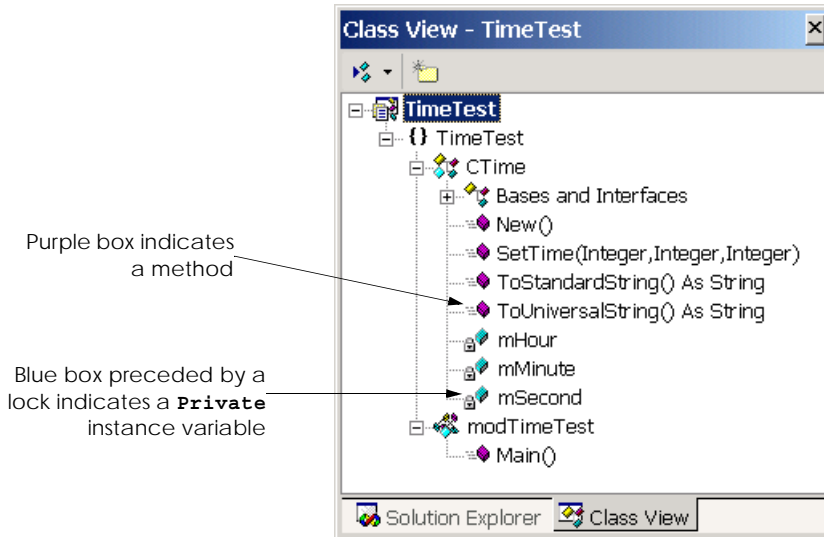 Class View - TimeTest
TimeTest
{} TimeTest
CTime
Bases and Interfaces
New()
SetTime(Integer,Integer,Integer)
ToStandardString() As String
ToUniversalString() As String
mHour
mMinute
mSecond
modTimeTest
Main()
Solution Explorer
Class View
Purple box indicates
a method
Blue box preceded by a
lock indicates a Private
instance variable